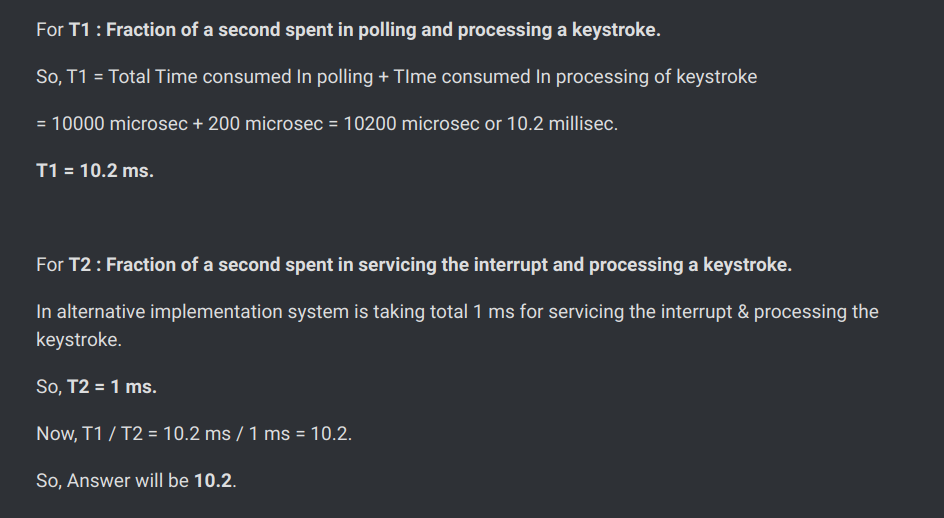 For T1 : Fraction of a second spent in polling and processing a keystroke.
So, T1 = Total Time consumed In polling + TIme consumed In processing of keystroke
= 10000 microsec + 200 microsec = 10200 microsec or 10.2 millisec.
T1 = 10.2 ms.
For T2 : Fraction of a second spent in servicing the interrupt and processing a keystroke.
In alternative implementation system is taking total 1 ms for servicing the interrupt & processing the
keystroke.
So, T2 = 1 ms.
Now, T1 / T2 = 10.2 ms / 1 ms = 10.2.
So, Answer will be 10.2.